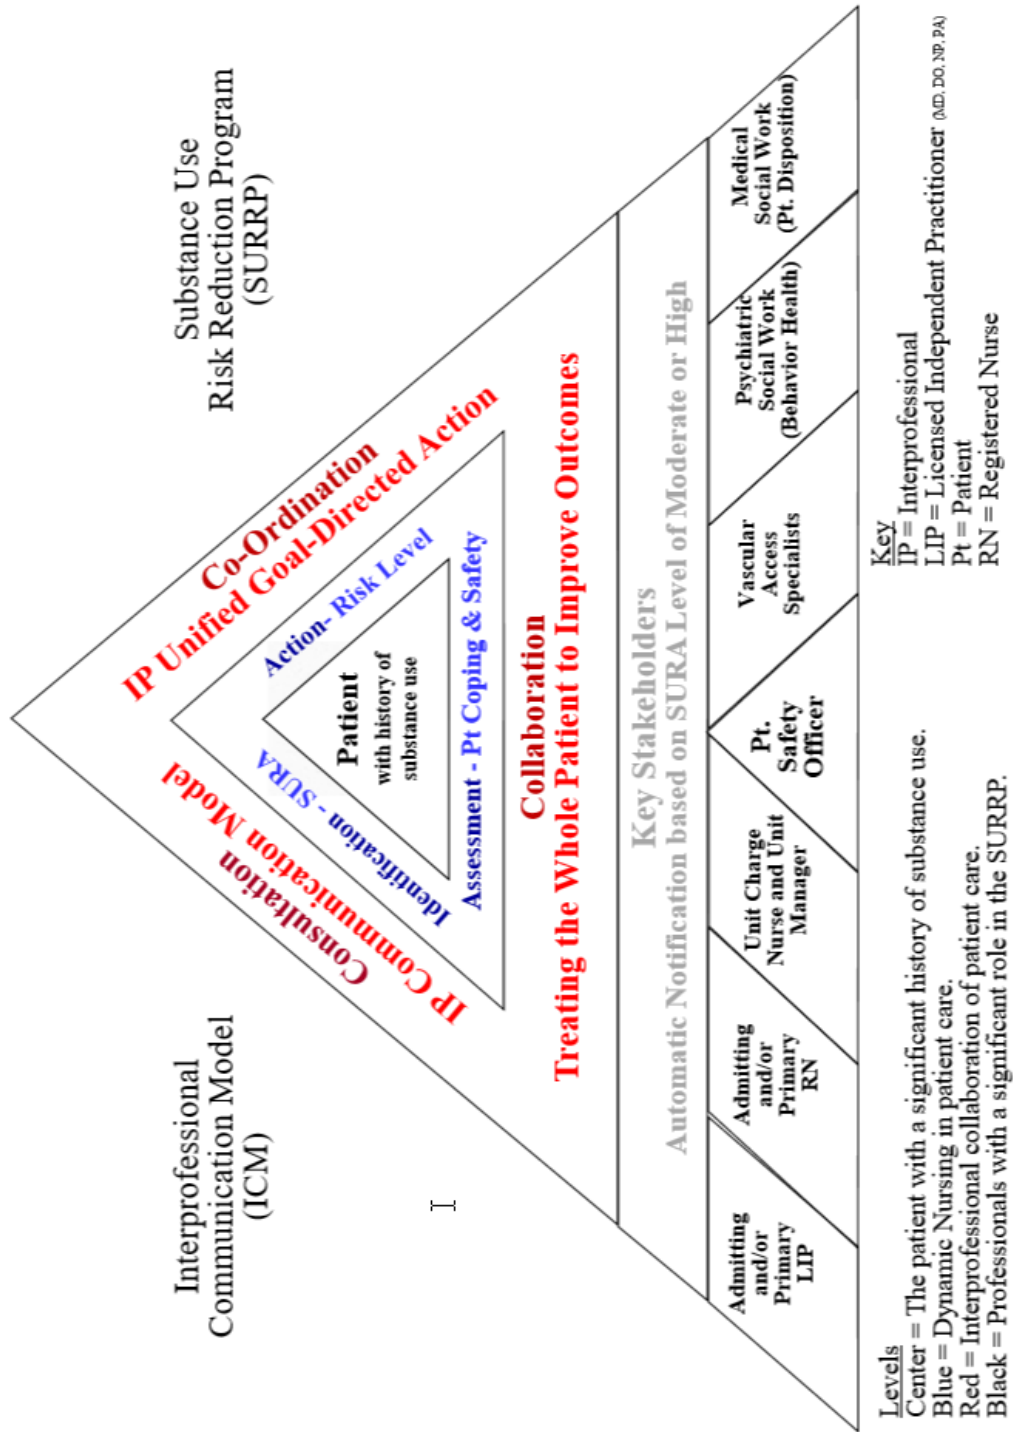 Interprofessional
Communication Model
(ICM)
Substance Use
Risk Reduction Program
(SURRP)
Consultation
IP Communication Model
Co-Ordination
IP Unified Goal-Directed Action
Identification - SURA
Action- Risk Level
Patient
with history of
substance use
Assessment - Pt Coping & Safety
Collaboration
Treating the Whole Patient to Improve Outcomes
Key Stakeholders
Automatic Notification based on SURA Level of Moderate or High
Admitting
and/or
Primary
LIP
Admitting
and/or
Primary
RN
Unit Charge
Nurse and Unit
Manager
Pt.
Safety
Officer
Vascular
Access
Specialists
Psychiatric
Social Work
(Behavior Health)
Medical
Social Work
(Pt. Disposition)
Levels
Center = The patient with a significant history of substance use.
Blue = Dynamic Nursing in patient care.
Red = Interprofessional collaboration of patient care.
Black = Professionals with a significant role in the SURRP.
Key
IP = Interprofessional
LIP = Licensed Independent Practitioner (MD, DO, NP, PA)
Pt = Patient
RN = Registered Nurse